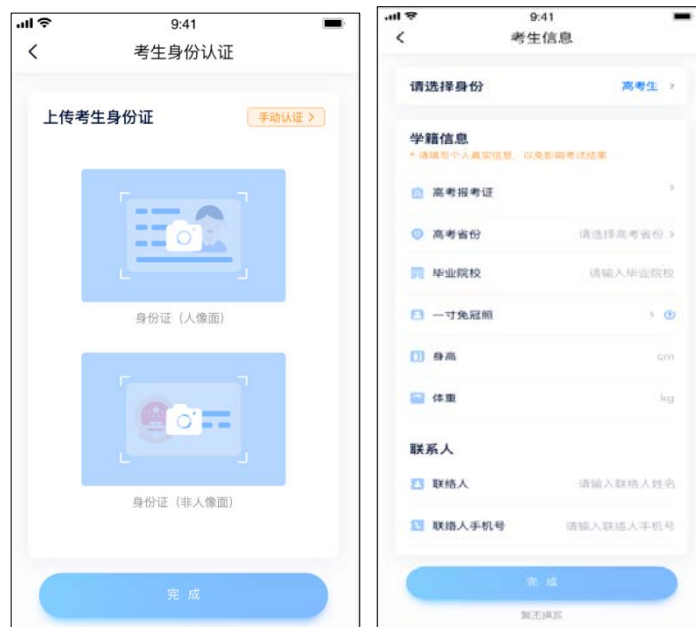 9:41
考生身份认证
上传考生身份证
手动认证 >
身份证（人像面）
身份证（非人像面）
完 成
9:41
考生信息
请选择身份
高考生 >
学籍信息
* 请填写个人真实信息，以免影响考试结果
高考报考证
高考省份
请选择高考省份 >
毕业院校
请输入毕业院校
一寸免冠照
身高
cm
体重
kg
联系人
联络人
请输入联络人姓名
联络人手机号
请输入联络人手机号
完 成
暂不填写